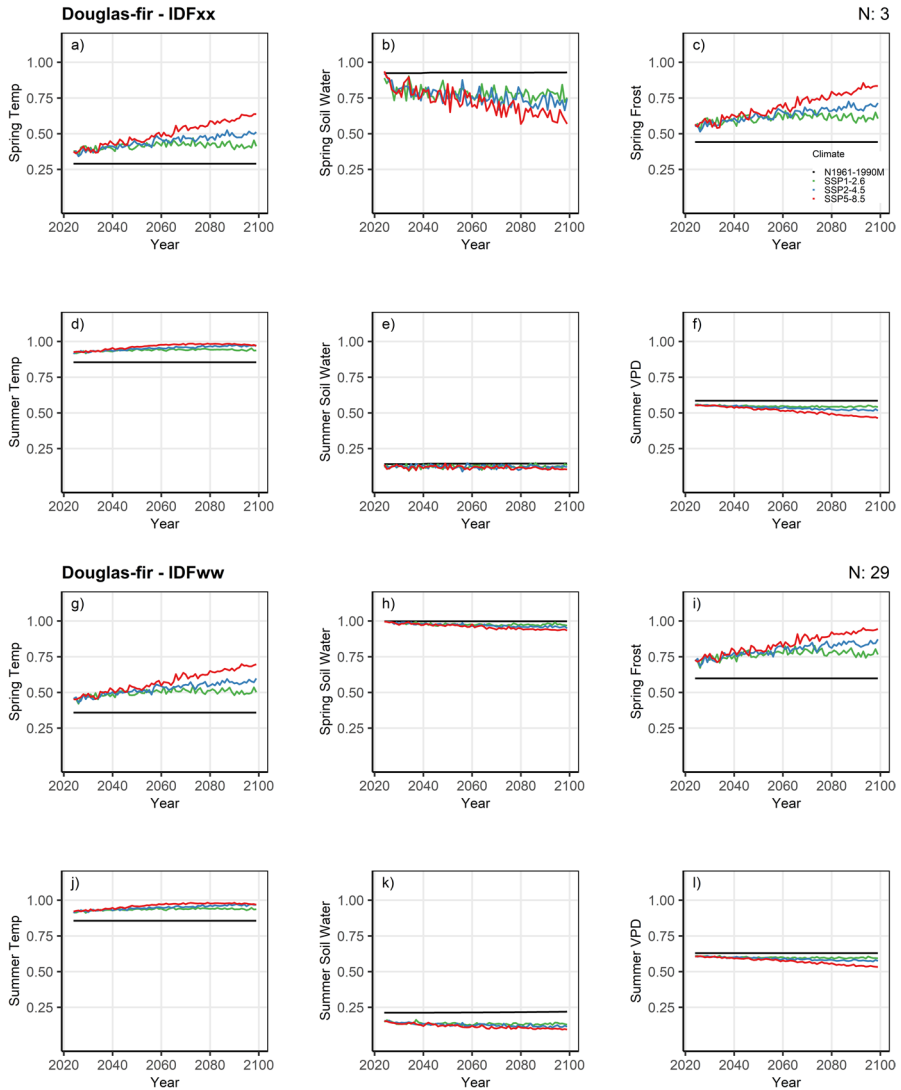 Douglas-fir - IDFxx N: 3
a) b) c)
1.00 1.00 1.00
0.75 0.75 0.75
0.50 0.50 0.50
0.25 0.25 0.25
Spring Temp Spring Soil Water Spring Frost
Climate
N1961-1990M
SSP1-2.6
SSP2-4.5
SSP5-8.5
2020 2040 2060 2080 2100 2020 2040 2060 2080 2100 2020 2040 2060 2080 2100
Year Year Year
d) e) f)
1.00 1.00 1.00
0.75 0.75 0.75
0.50 0.50 0.50
0.25 0.25 0.25
Summer Temp Summer Soil Water Summer VPD
2020 2040 2060 2080 2100 2020 2040 2060 2080 2100 2020 2040 2060 2080 2100
Year Year Year
Douglas-fir - IDFww N: 29
g) h) i)
1.00 1.00 1.00
0.75 0.75 0.75
0.50 0.50 0.50
0.25 0.25 0.25
Spring Temp Spring Soil Water Spring Frost
2020 2040 2060 2080 2100 2020 2040 2060 2080 2100 2020 2040 2060 2080 2100
Year Year Year
j) k) l)
1.00 1.00 1.00
0.75 0.75 0.75
0.50 0.50 0.50
0.25 0.25 0.25
Summer Temp Summer Soil Water Summer VPD
2020 2040 2060 2080 2100 2020 2040 2060 2080 2100 2020 2040 2060 2080 2100
Year Year Year